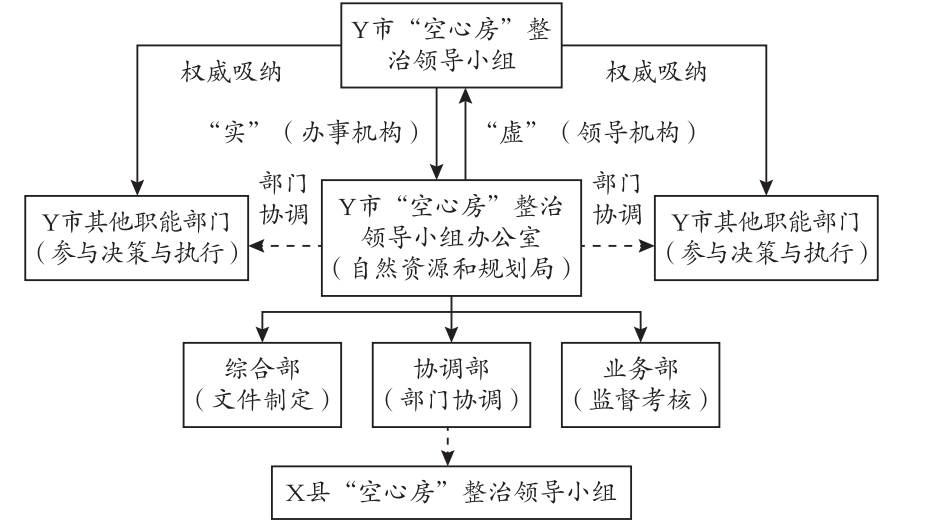 Y市“空心房”整
治领导小组
权威吸纳
权威吸纳
“实”（办事机构）
“虚”（领导机构）
部门
协调
部门
协调
Y市其他职能部门
（参与决策与执行）
Y市“空心房”整治
领导小组办公室
（自然资源和规划局）
Y市其他职能部门
（参与决策与执行）
综合部
（文件制定）
协调部
（部门协调）
业务部
（监督考核）
X县“空心房”整治领导小组